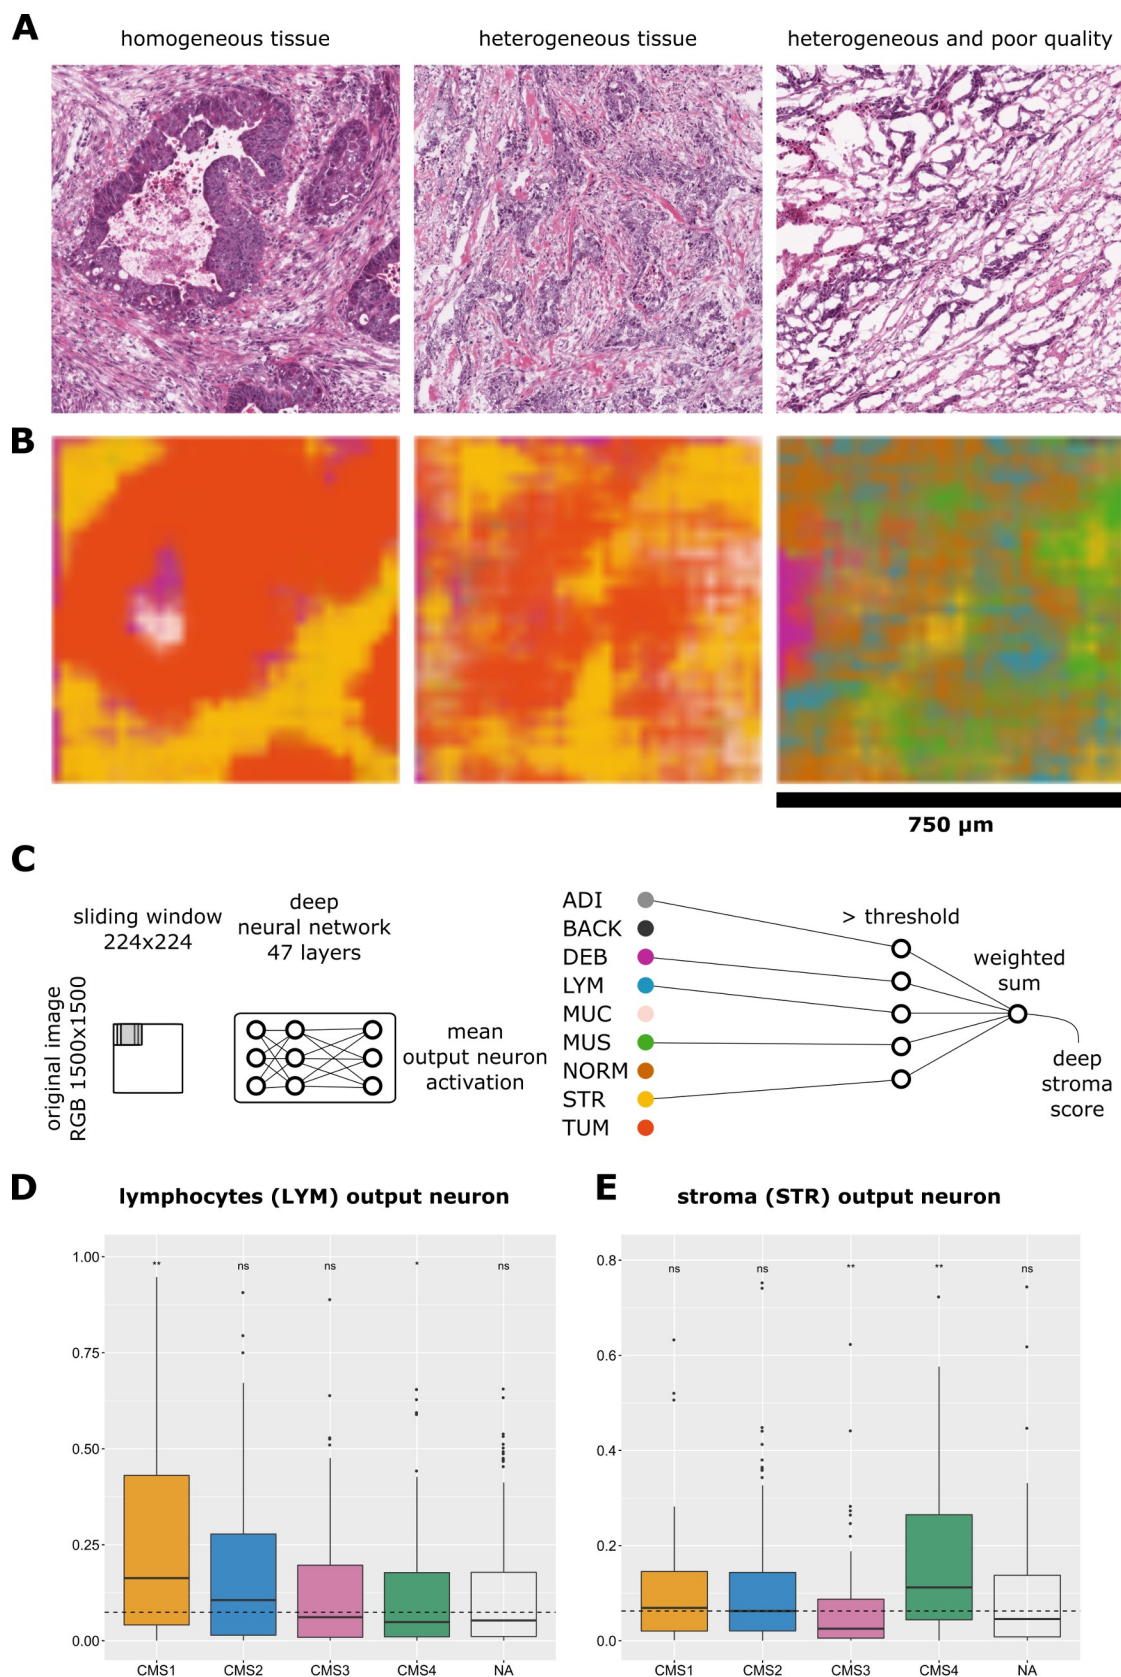 A
homogeneous tissue
heterogeneous tissue
heterogeneous and poor quality
B
750 µm
C
original image
RGB 1500x1500
sliding window
224x224
deep
neural network
47 layers
mean
output neuron
activation
ADI
BACK
DEB
LYM
MUC
MUS
NORM
STR
TUM
> threshold
weighted
sum
deep
stroma
score
D
lymphocytes (LYM) output neuron
1.00
0.75
0.50
0.25
0.00
** ns ns * ns
CMS1 CMS2 CMS3 CMS4 NA
E
stroma (STR) output neuron
0.8
0.6
0.4
0.2
0.0
ns ns ** ** ns
CMS1 CMS2 CMS3 CMS4 NA